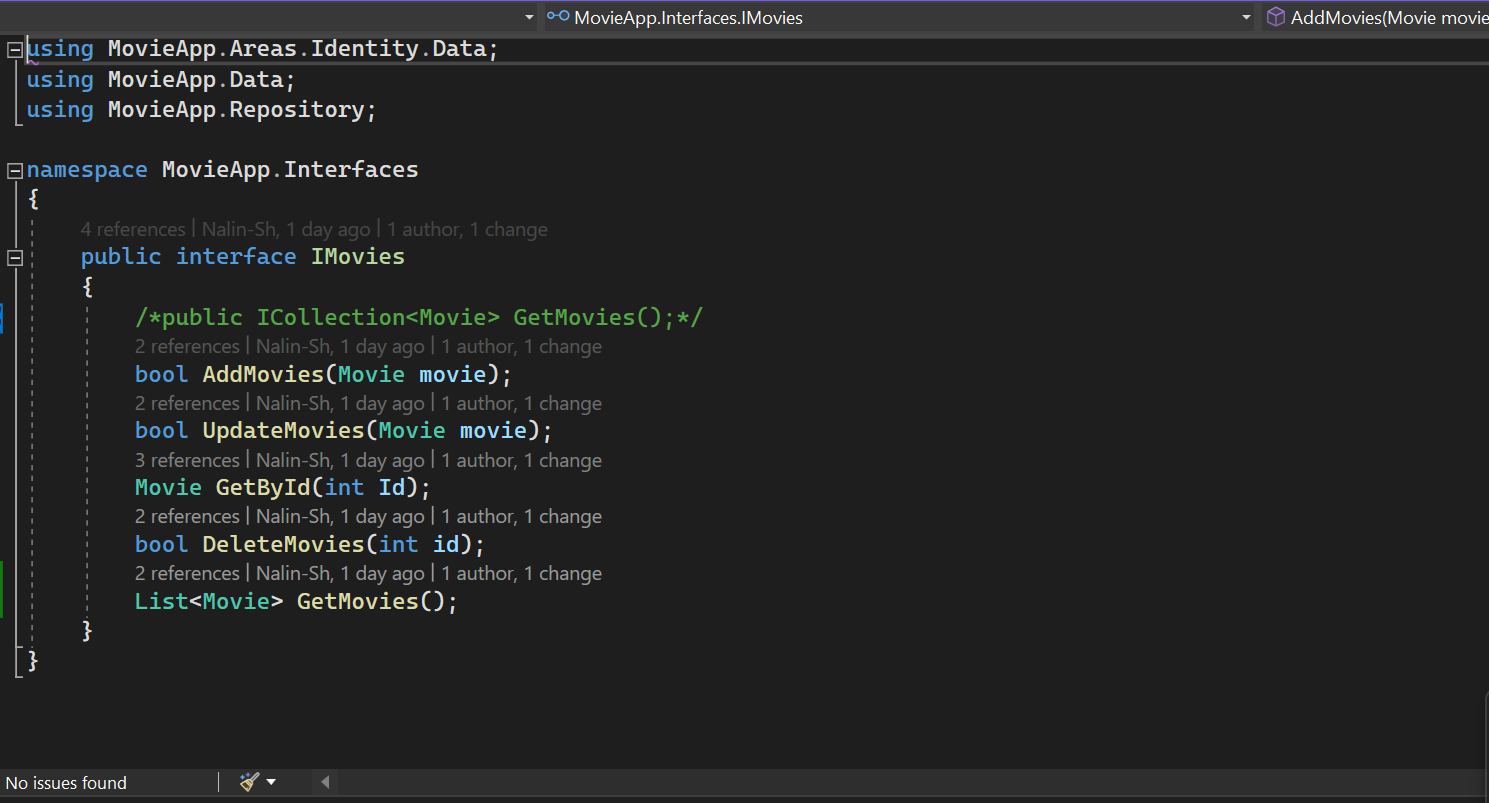 MovieApp.Interfaces.IMovies AddMovies(Movie movie
using MovieApp.Areas.Identity.Data;
using MovieApp.Data;
using MovieApp.Repository;
namespace MovieApp.Interfaces
{
4 references | Nalin-Sh, 1 day ago | 1 author, 1 change
public interface IMovies
{
/*public ICollection<Movie> GetMovies();*/
2 references | Nalin-Sh, 1 day ago | 1 author, 1 change
bool AddMovies(Movie movie);
2 references | Nalin-Sh, 1 day ago | 1 author, 1 change
bool UpdateMovies(Movie movie);
3 references | Nalin-Sh, 1 day ago | 1 author, 1 change
Movie GetById(int Id);
2 references | Nalin-Sh, 1 day ago | 1 author, 1 change
bool DeleteMovies(int id);
2 references | Nalin-Sh, 1 day ago | 1 author, 1 change
List<Movie> GetMovies();
}
}
No issues found